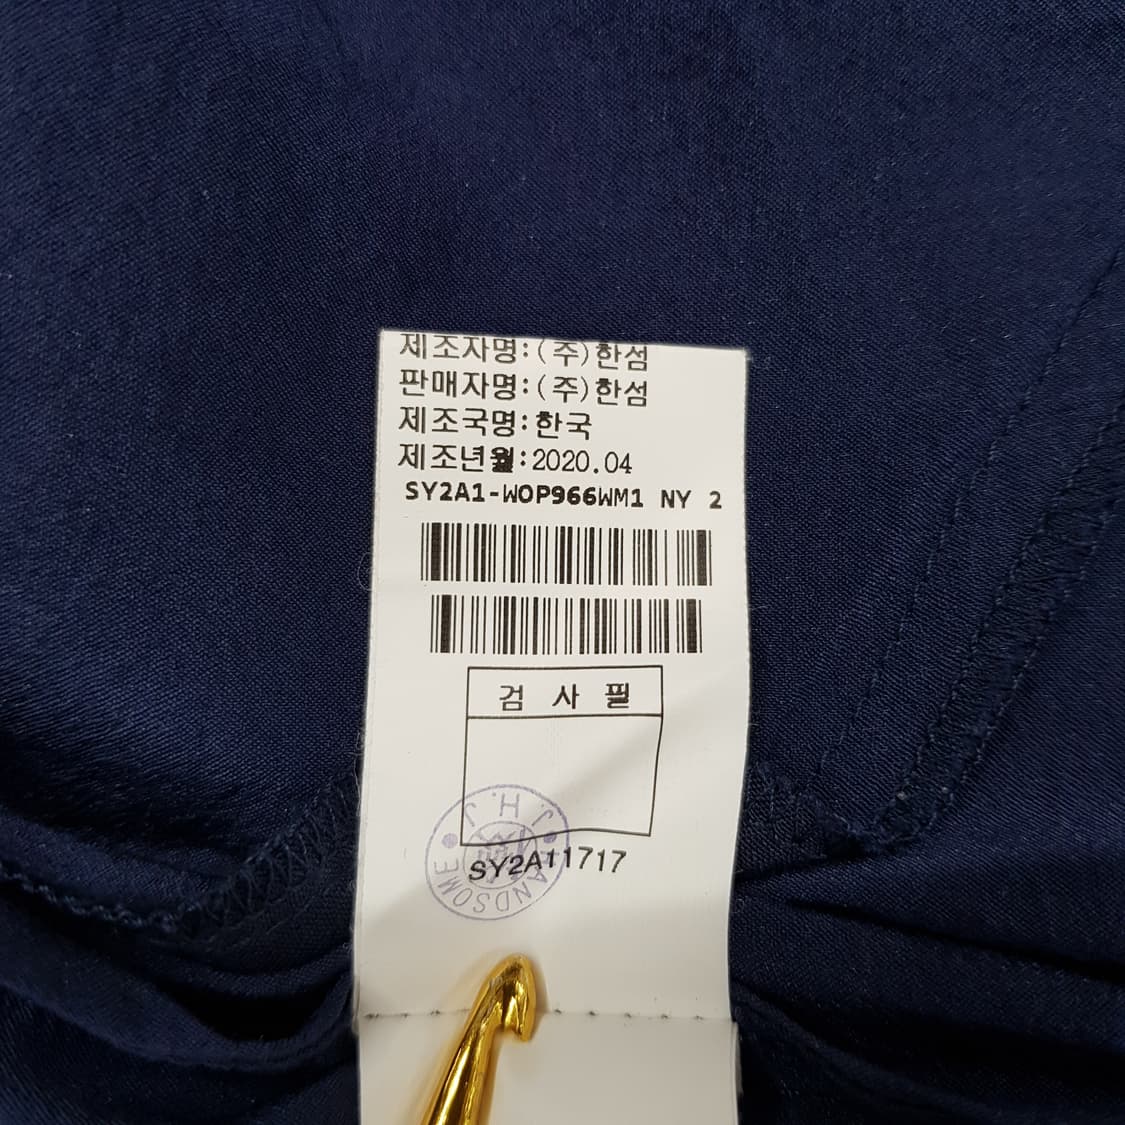 제조자명:(주)한섬
판매자명:(주)한섬
제조국명:한국
제조년월:2020.04
SY2A1-WOP966WM1 NY 2
검 사 필
J.H.J
HANDSOME
SY2A11717